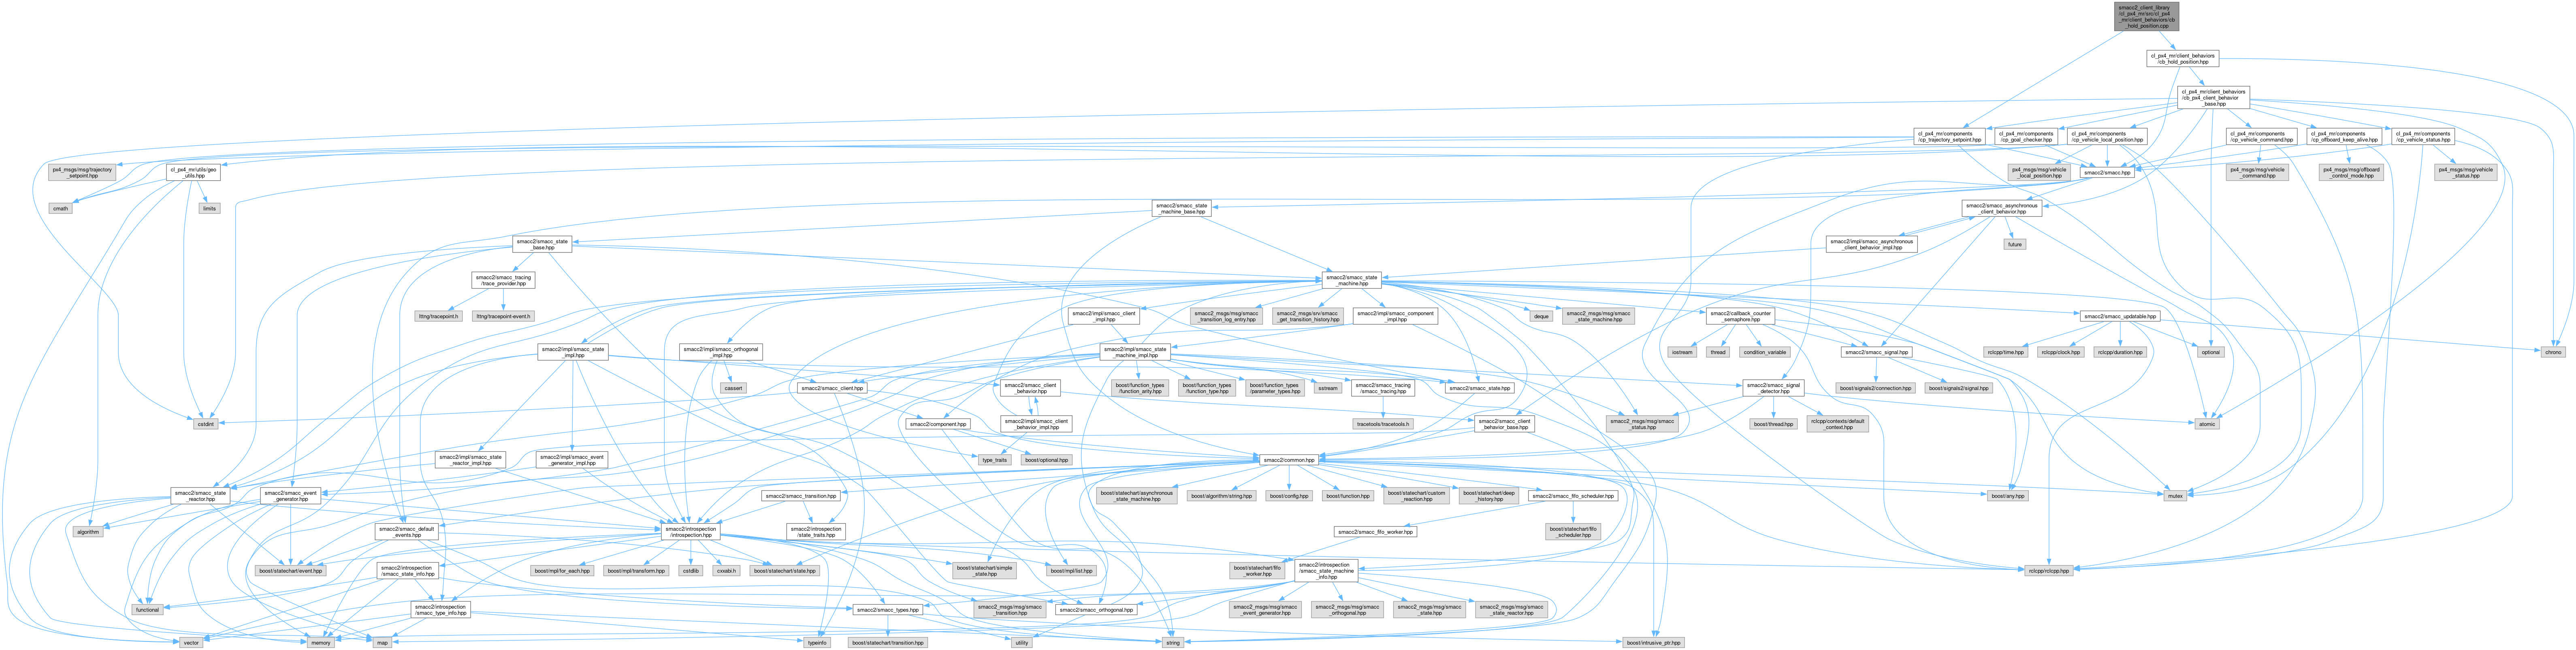 smacc2_client_library
/cl_px4_mr/src/cl_px4
_mr/client_behaviors/cb
_hold_position.cpp
cl_px4_mr/client_behaviors
/cb_hold_position.hpp
cl_px4_mr/client_behaviors
/cb_px4_client_behavior
_base.hpp
cl_px4_mr/components
/cp_trajectory_setpoint.hpp
cl_px4_mr/components
/cp_goal_checker.hpp
cl_px4_mr/components
/cp_vehicle_local_position.hpp
cl_px4_mr/components
/cp_vehicle_command.hpp
cl_px4_mr/components
/cp_offboard_keep_alive.hpp
cl_px4_mr/components
/cp_vehicle_status.hpp
px4_msgs/msg/trajectory
_setpoint.hpp
cl_px4_mr/utils/geo
_utils.hpp
px4_msgs/msg/vehicle
_local_position.hpp
smacc2/smacc.hpp
px4_msgs/msg/vehicle
_command.hpp
px4_msgs/msg/offboard
_control_mode.hpp
px4_msgs/msg/vehicle
_status.hpp
cmath
limits
smacc2/smacc_state
_machine_base.hpp
smacc2/smacc_asynchronous
_client_behavior.hpp
smacc2/smacc_state
_base.hpp
smacc2/impl/smacc_asynchronous
_client_behavior_impl.hpp
future
smacc2/smacc_tracing
/trace_provider.hpp
smacc2/smacc_state
_machine.hpp
lttng/tracepoint.h
lttng/tracepoint-event.h
smacc2/impl/smacc_client
_impl.hpp
smacc2_msgs/msg/smacc
_transition_log_entry.hpp
smacc2_msgs/srv/smacc
_get_transition_history.hpp
smacc2/impl/smacc_component
_impl.hpp
deque
smacc2_msgs/msg/smacc
_state_machine.hpp
smacc2/callback_counter
_semaphore.hpp
smacc2/smacc_updatable.hpp
smacc2/impl/smacc_state
_impl.hpp
smacc2/impl/smacc_orthogonal
_impl.hpp
smacc2/impl/smacc_state
_machine_impl.hpp
iostream
thread
condition_variable
smacc2/smacc_signal.hpp
rclcpp/time.hpp
rclcpp/clock.hpp
rclcpp/duration.hpp
optional
chrono
cassert
smacc2/smacc_client.hpp
smacc2/smacc_client
_behavior.hpp
boost/function_types
/function_arity.hpp
boost/function_types
/function_type.hpp
boost/function_types
/parameter_types.hpp
sstream
smacc2/smacc_tracing
/smacc_tracing.hpp
smacc2/smacc_state.hpp
smacc2/smacc_signal
_detector.hpp
boost/signals2/connection.hpp
boost/signals2/signal.hpp
cstdint
smacc2/component.hpp
smacc2/impl/smacc_client
_behavior_impl.hpp
tracetools/tracetools.h
smacc2/smacc_client
_behavior_base.hpp
smacc2_msgs/msg/smacc
_status.hpp
boost/thread.hpp
rclcpp/contexts/default
_context.hpp
atomic
smacc2/impl/smacc_state
_reactor_impl.hpp
smacc2/impl/smacc_event
_generator_impl.hpp
type_traits
boost/optional.hpp
smacc2/common.hpp
smacc2/smacc_state
_reactor.hpp
smacc2/smacc_event
_generator.hpp
smacc2/smacc_transition.hpp
boost/statechart/asynchronous
_state_machine.hpp
boost/algorithm/string.hpp
boost/config.hpp
boost/function.hpp
boost/statechart/custom
_reaction.hpp
boost/statechart/deep
_history.hpp
smacc2/smacc_fifo_scheduler.hpp
boost/any.hpp
mutex
algorithm
smacc2/smacc_default
_events.hpp
smacc2/introspection
/introspection.hpp
smacc2/introspection
/state_traits.hpp
smacc2/smacc_fifo_worker.hpp
boost/statechart/fifo
_scheduler.hpp
boost/statechart/event.hpp
smacc2/introspection
/smacc_state_info.hpp
boost/mpl/for_each.hpp
boost/mpl/transform.hpp
cstdlib
cxxabi.h
boost/statechart/state.hpp
boost/statechart/simple
_state.hpp
boost/mpl/list.hpp
boost/statechart/fifo
_worker.hpp
smacc2/introspection
/smacc_state_machine
_info.hpp
rclcpp/rclcpp.hpp
functional
smacc2/introspection
/smacc_type_info.hpp
smacc2/smacc_types.hpp
smacc2_msgs/msg/smacc
_transition.hpp
smacc2/smacc_orthogonal.hpp
smacc2_msgs/msg/smacc
_event_generator.hpp
smacc2_msgs/msg/smacc
_orthogonal.hpp
smacc2_msgs/msg/smacc
_state.hpp
smacc2_msgs/msg/smacc
_state_reactor.hpp
vector
memory
map
typeinfo
boost/statechart/transition.hpp
utility
string
boost/intrusive_ptr.hpp